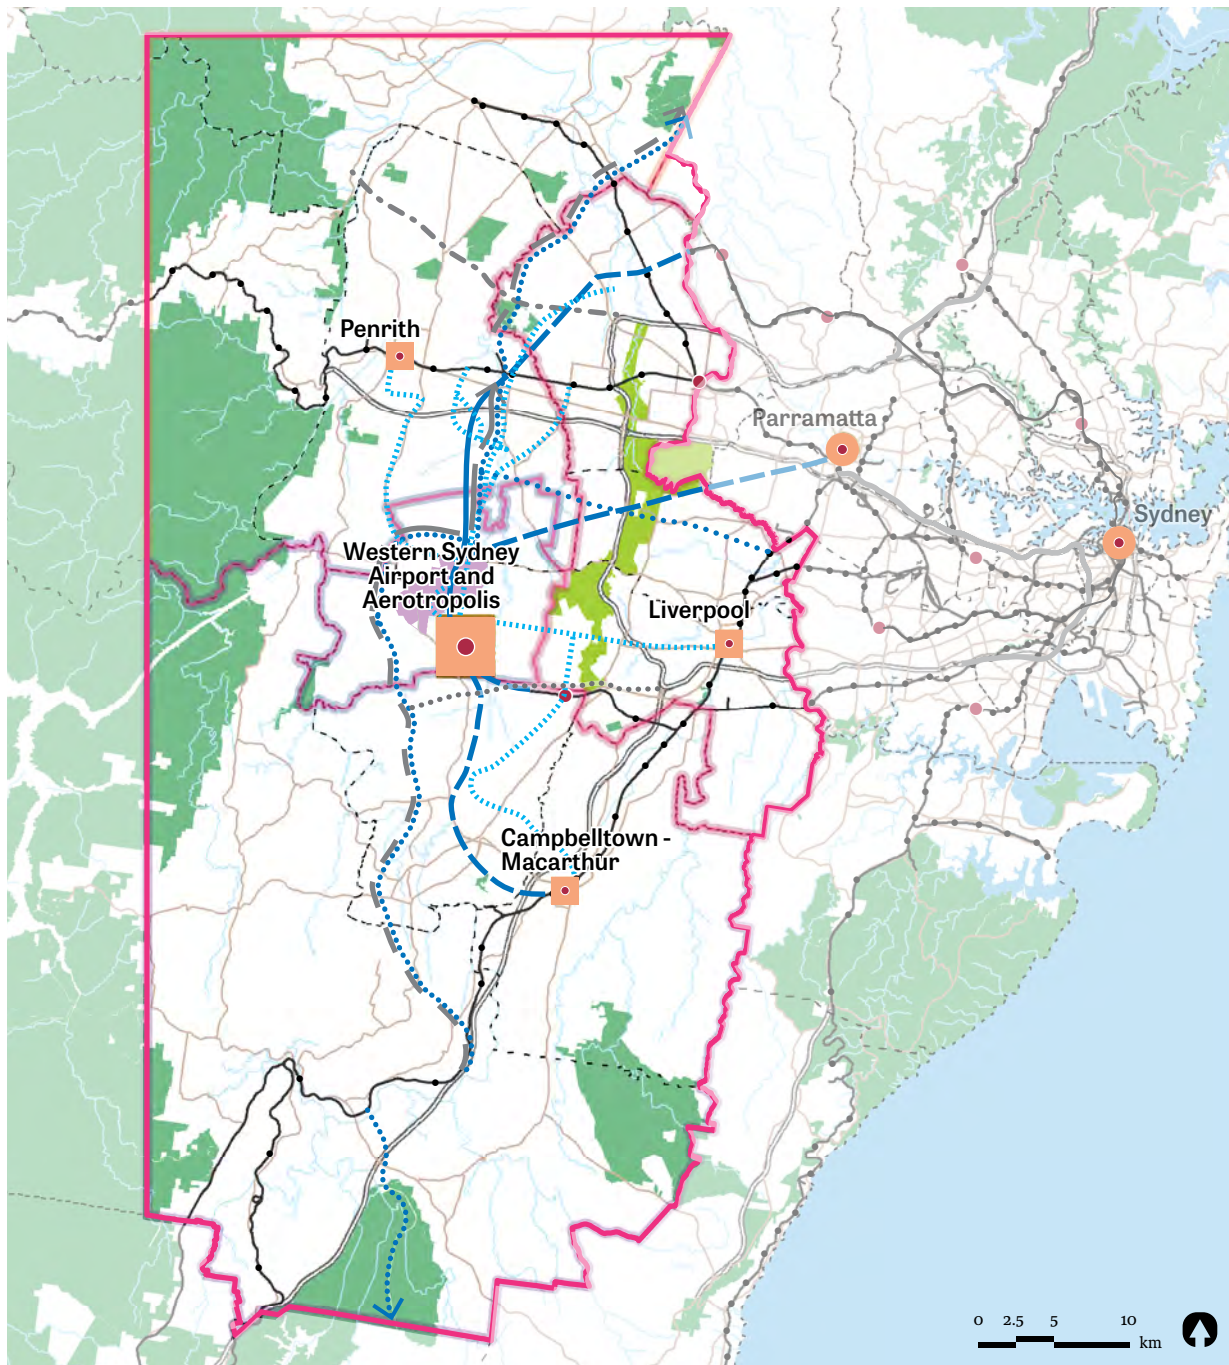 Penrith
Parramatta
Sydney
Western Sydney
Airport and
Aerotropolis
Liverpool
Campbelltown -
Macarthur
0 2.5 5 10
km